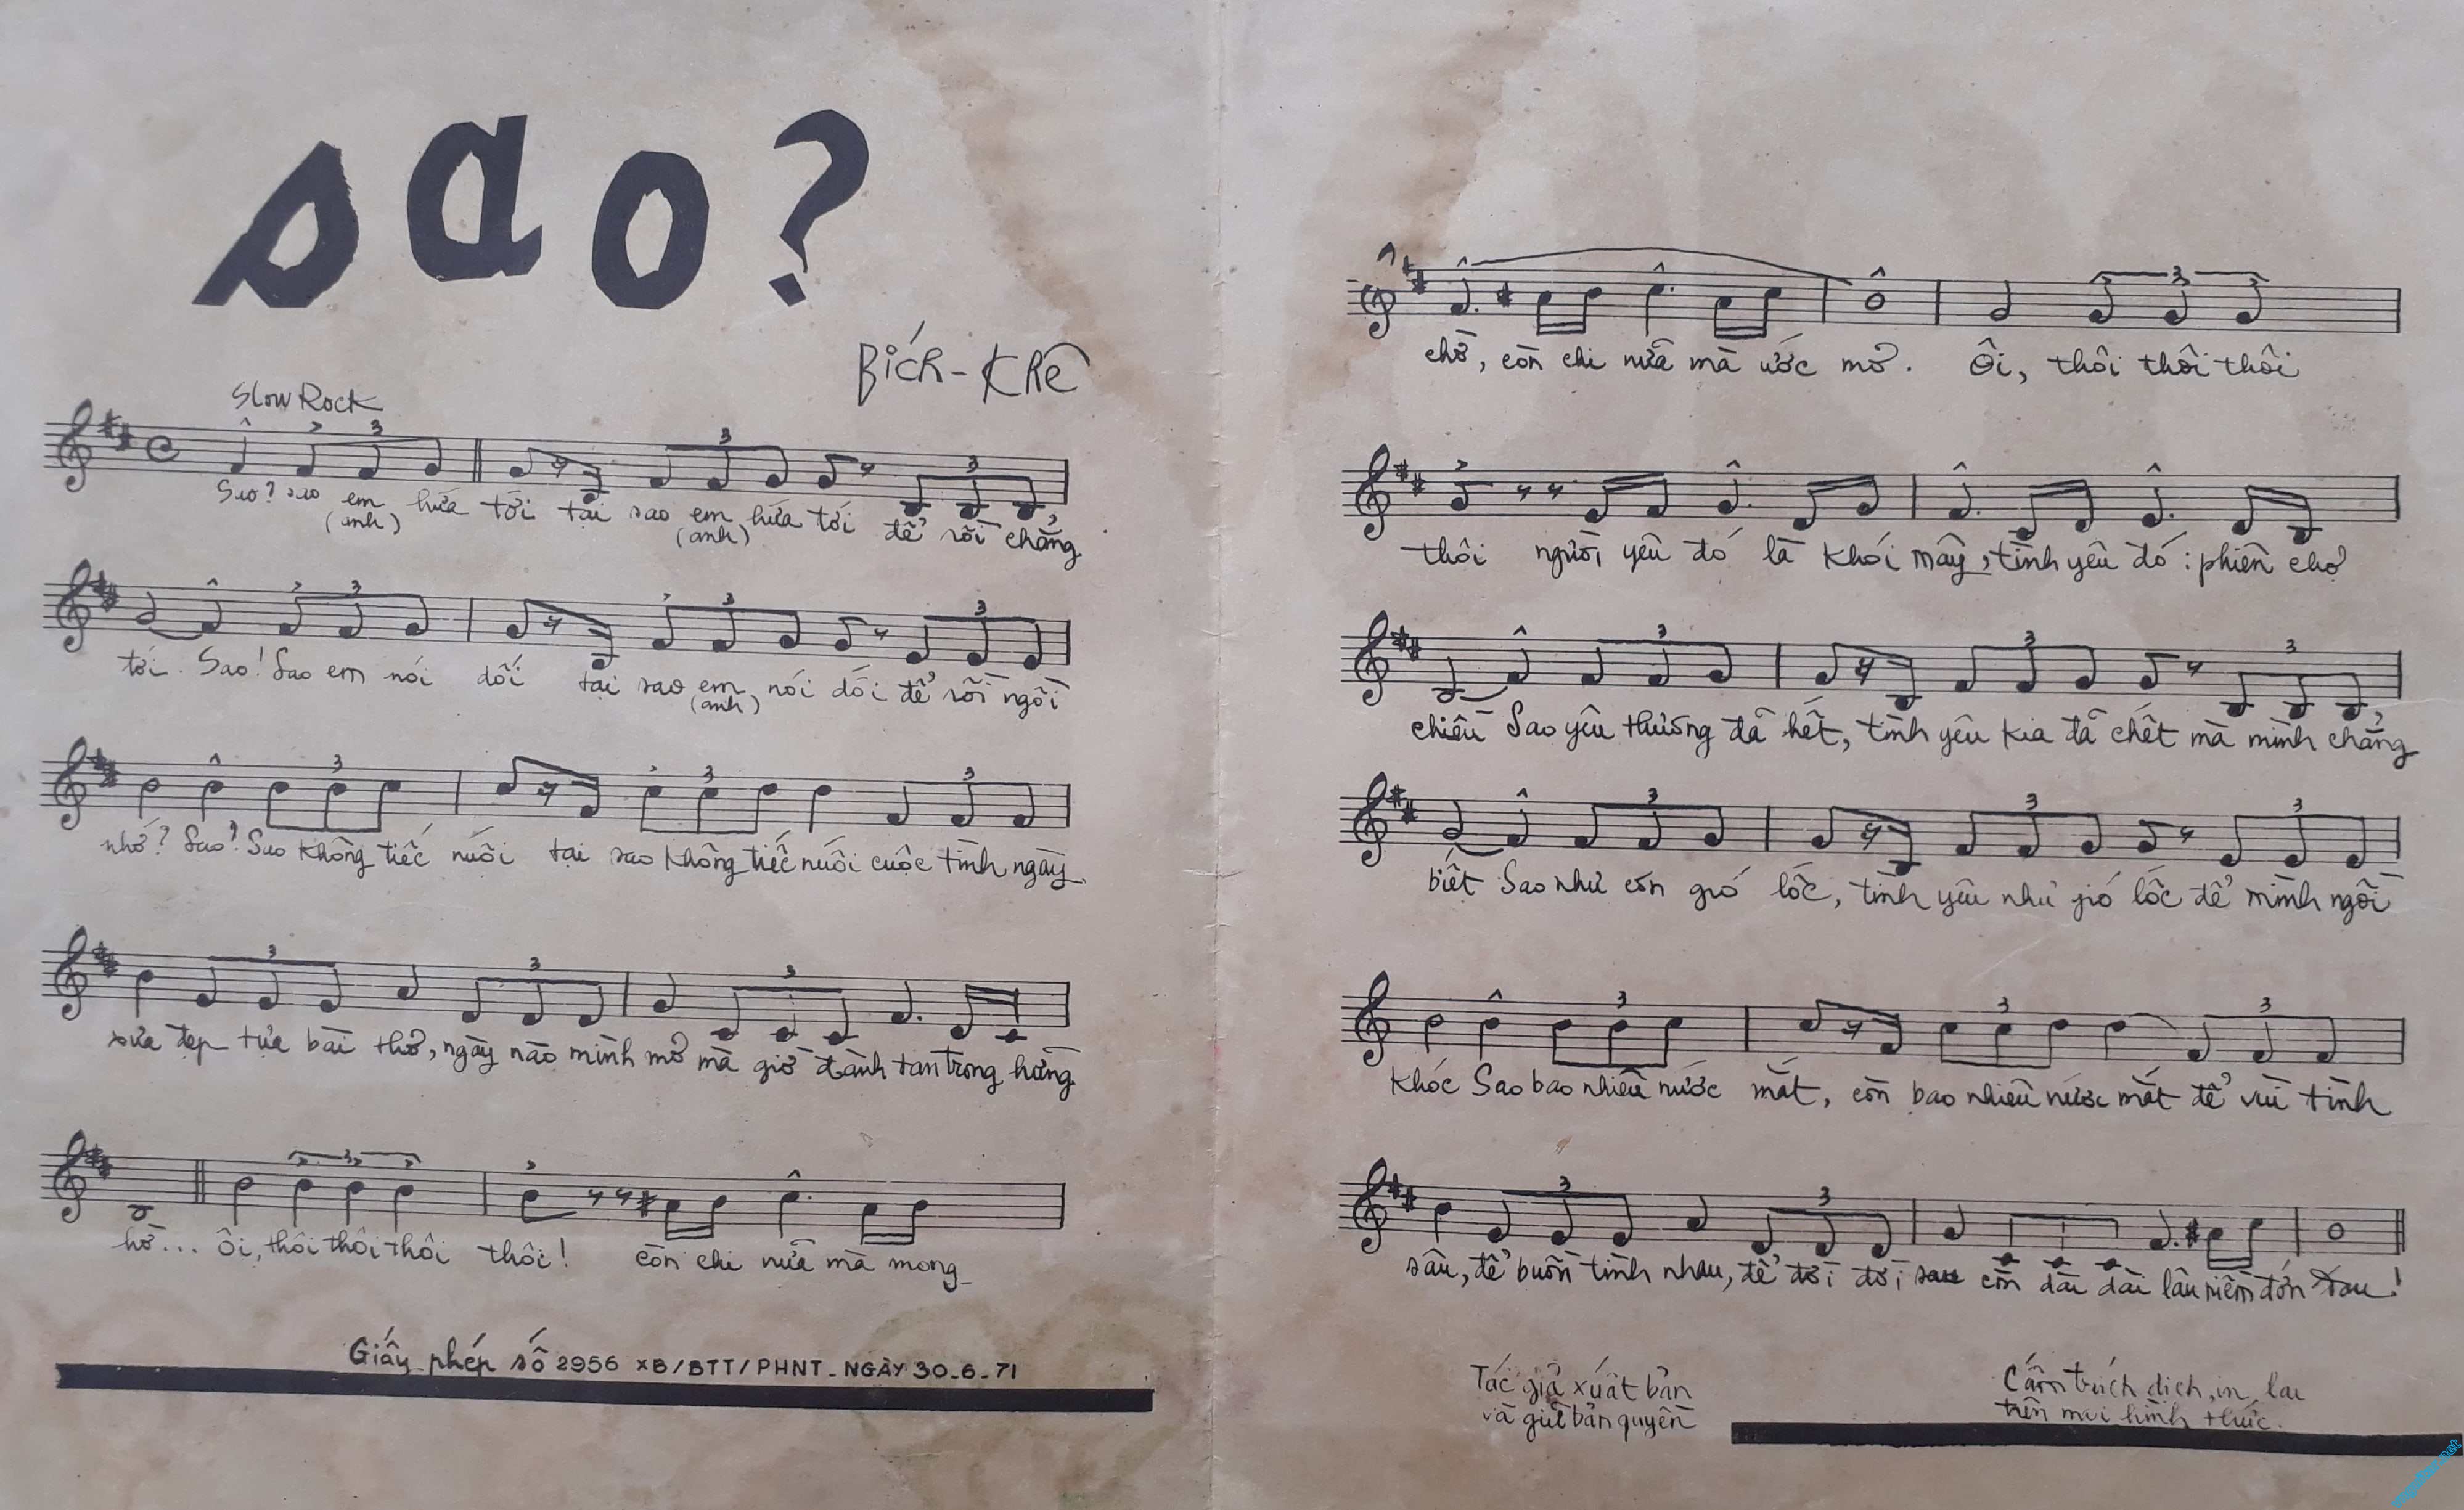 sao?
Bích-Khê
Slow Rock
Sao? sao em hứa tới tại sao em hứa tới để rồi chẳng
(anh) (anh)
tới. Sao! Sao em nói dối tại sao em nói dối để rồi ngồi
(anh)
nhớ? Sao? Sao không tiếc nuối tại sao không tiếc nuối cuộc tình ngày
xưa đẹp tựa bài thơ, ngày nào mình mơ mà giờ đành tan trong hững
hờ... Ôi, thôi thôi thôi thôi! còn chi nữa mà mong
Giấy phép số 2956 XB/BTT/PHNT - NGÀY 30-6-71
chờ, còn chi nữa mà ước mơ. Ôi, thôi thôi thôi
thôi người yêu đó là khói mây, tình yêu đó: phiên chợ
chiều Sao yêu thương đã hết, tình yêu kia đã chết mà mình chẳng
biết Sao như cơn gió lốc, tình yêu như gió lốc để mình ngồi
khóc Sao bao nhiêu nước mắt, còn bao nhiêu nước mắt để vùi tình
sầu, để buồn tình nhau, để đời đời sau còn dài dài lâu niềm đớn đau!
Tác giả xuất bản
và giữ bản quyền
Cấm trích dịch, in lại
trên mọi hình thức.